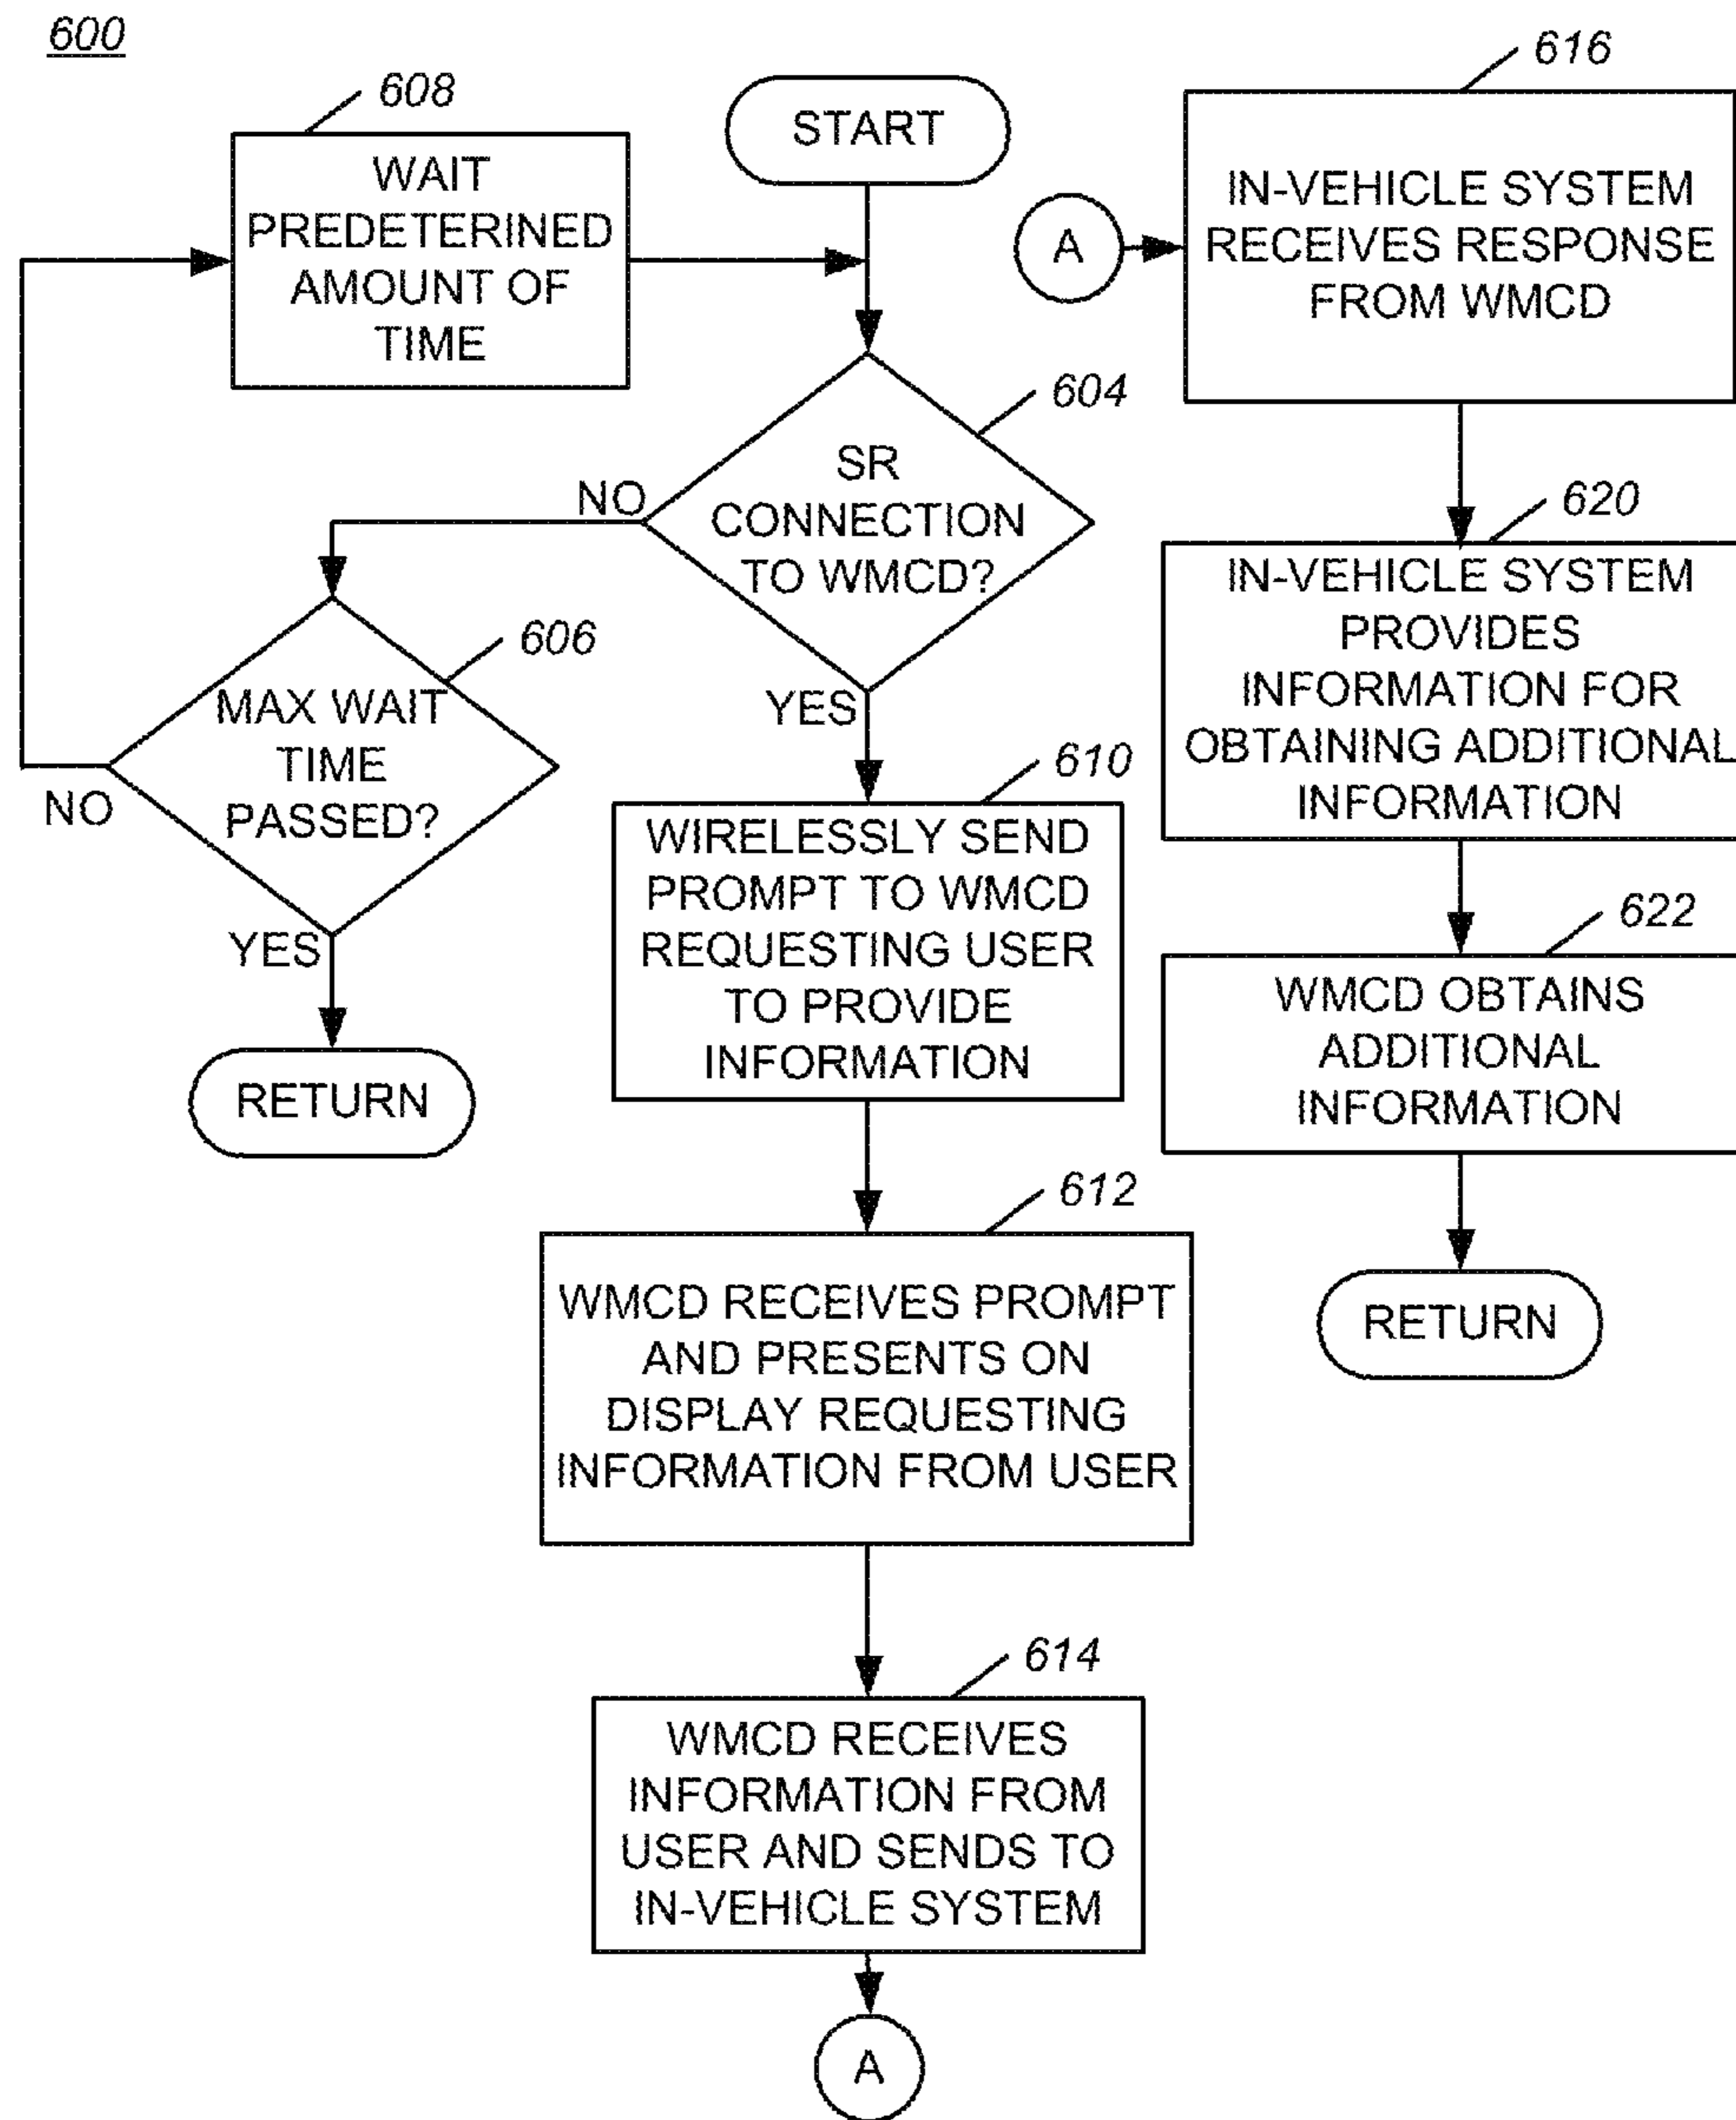 600
608
WAIT
PREDETERINED
AMOUNT OF
TIME
START
604
SR
CONNECTION
TO WMCD?
NO
YES
606
MAX WAIT
TIME
PASSED?
NO
YES
RETURN
610
WIRELESSLY SEND
PROMPT TO WMCD
REQUESTING USER
TO PROVIDE
INFORMATION
612
WMCD RECEIVES PROMPT
AND PRESENTS ON
DISPLAY REQUESTING
INFORMATION FROM USER
614
WMCD RECEIVES
INFORMATION FROM
USER AND SENDS TO
IN-VEHICLE SYSTEM
A
A
616
IN-VEHICLE SYSTEM
RECEIVES RESPONSE
FROM WMCD
620
IN-VEHICLE SYSTEM
PROVIDES
INFORMATION FOR
OBTAINING ADDITIONAL
INFORMATION
622
WMCD OBTAINS
ADDITIONAL
INFORMATION
RETURN